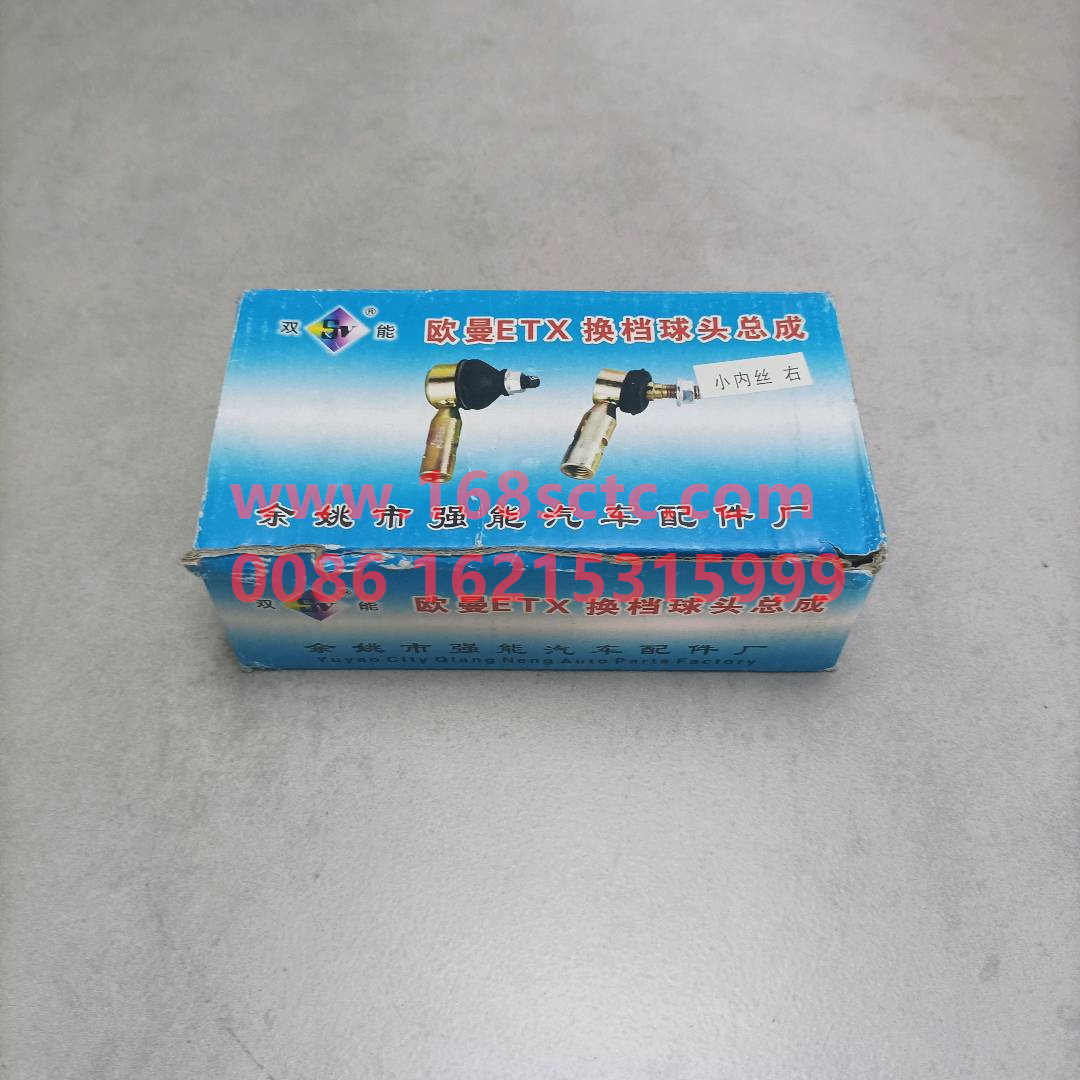 双 Sv ® 能 欧曼ETX 换档球头总成
小内丝 右
www.168sctc.com
余姚市强能汽车配件厂
0086 16215315999
双 Sv 能 欧曼ETX 换档球头总成
余姚市强能汽车配件厂
Yuyao City Qiang Neng Auto Parts Factory